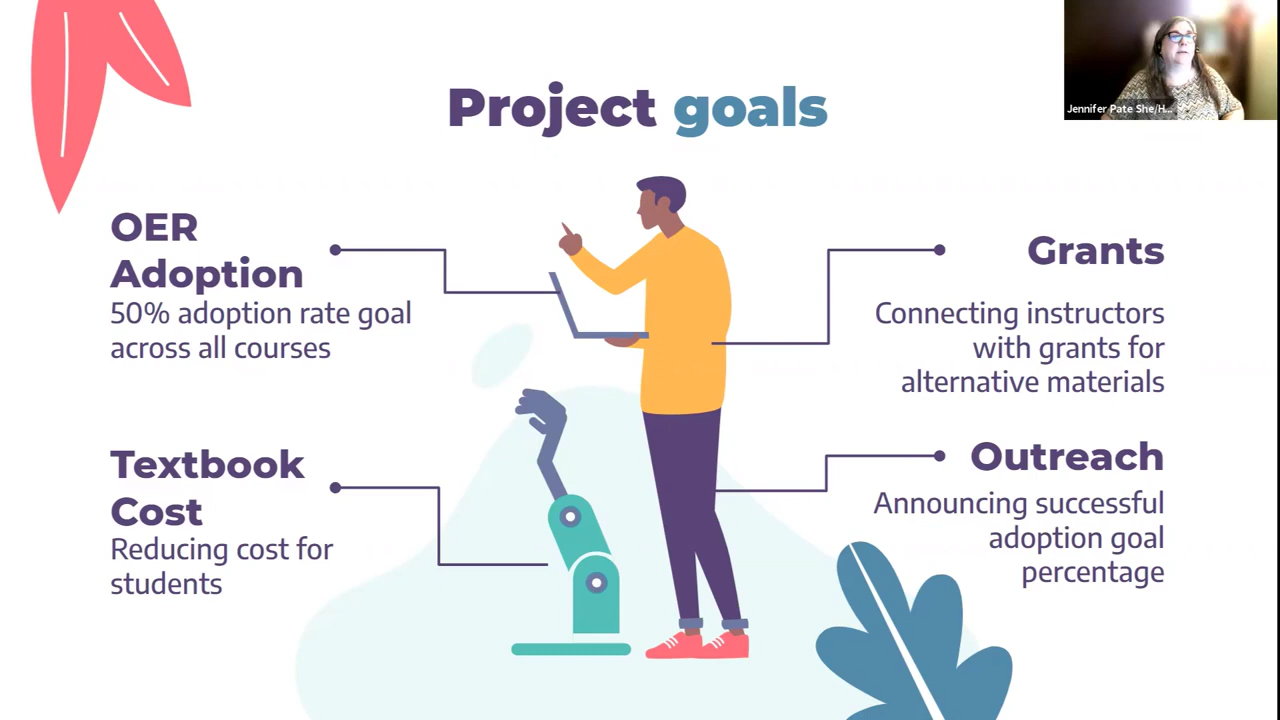 Project goals
Jennifer Pate She/H...
OER
Adoption
50% adoption rate goal
across all courses
Textbook
Cost
Reducing cost for
students
Grants
Connecting instructors
with grants for
alternative materials
Outreach
Announcing successful
adoption goal
percentage